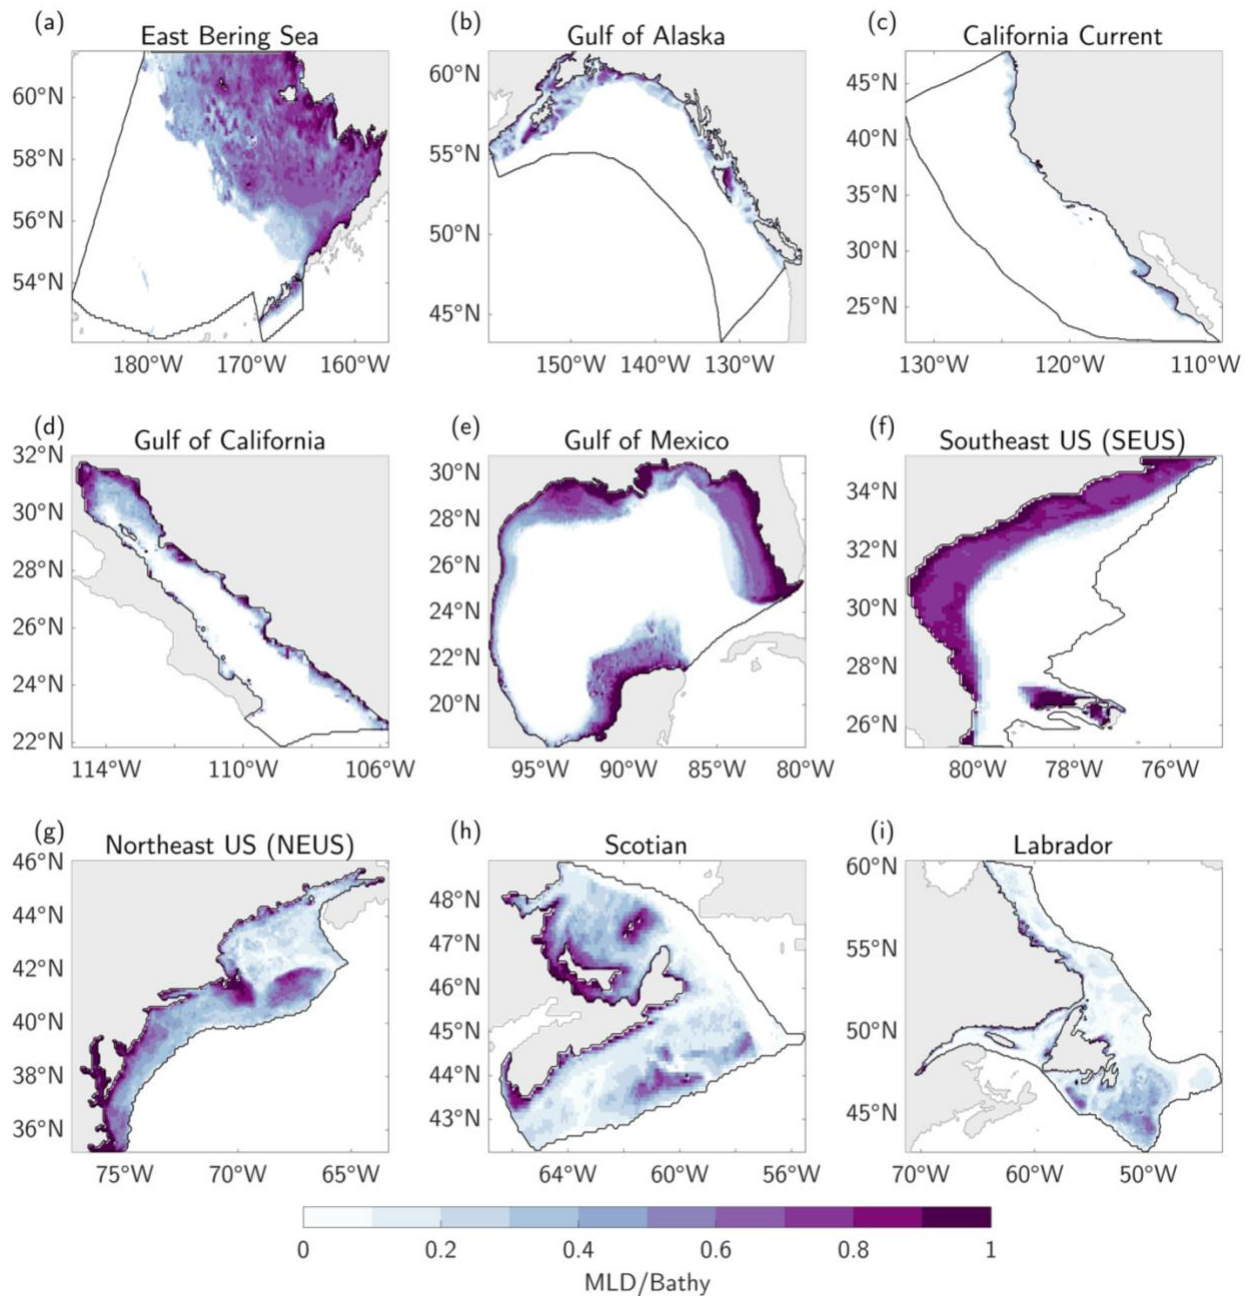 (a) East Bering Sea
(b) Gulf of Alaska
(c) California Current
60°N
58°N
56°N
54°N
180°W 170°W 160°W
60°N
55°N
50°N
45°N
150°W 140°W 130°W
45°N
40°N
35°N
30°N
25°N
130°W 120°W 110°W
(d) Gulf of California
(e) Gulf of Mexico
(f) Southeast US (SEUS)
32°N
30°N
28°N
26°N
24°N
22°N
114°W 110°W 106°W
30°N
28°N
26°N
24°N
22°N
20°N
95°W 90°W 85°W 80°W
34°N
32°N
30°N
28°N
26°N
80°W 78°W 76°W
(g) Northeast US (NEUS)
(h) Scotian
(i) Labrador
46°N
44°N
42°N
40°N
38°N
36°N
75°W 70°W 65°W
48°N
47°N
46°N
45°N
44°N
43°N
64°W 60°W 56°W
60°N
55°N
50°N
45°N
70°W 60°W 50°W
0 0.2 0.4 0.6 0.8 1
MLD/Bathy